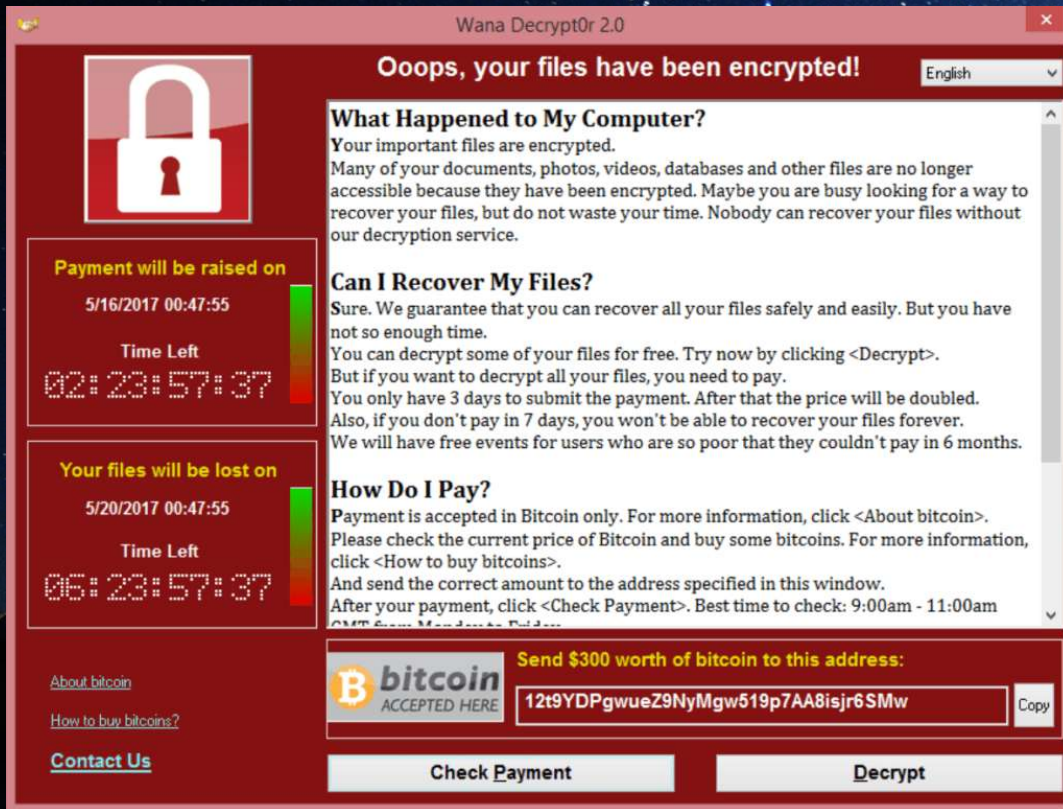 Wana Decrypt0r 2.0
Ooops, your files have been encrypted!
English
What Happened to My Computer?
Your important files are encrypted.
Many of your documents, photos, videos, databases and other files are no longer
accessible because they have been encrypted. Maybe you are busy looking for a way to
recover your files, but do not waste your time. Nobody can recover your files without
our decryption service.
Can I Recover My Files?
Sure. We guarantee that you can recover all your files safely and easily. But you have
not so enough time.
You can decrypt some of your files for free. Try now by clicking <Decrypt>.
But if you want to decrypt all your files, you need to pay.
You only have 3 days to submit the payment. After that the price will be doubled.
Also, if you don't pay in 7 days, you won't be able to recover your files forever.
We will have free events for users who are so poor that they couldn't pay in 6 months.
How Do I Pay?
Payment is accepted in Bitcoin only. For more information, click <About bitcoin>.
Please check the current price of Bitcoin and buy some bitcoins. For more information,
click <How to buy bitcoins>.
And send the correct amount to the address specified in this window.
After your payment, click <Check Payment>. Best time to check: 9:00am - 11:00am
GMT from Monday to Friday
Payment will be raised on
5/16/2017 00:47:55
Time Left
02:23:57:37
Your files will be lost on
5/20/2017 00:47:55
Time Left
06:23:57:37
About bitcoin
How to buy bitcoins?
Contact Us
bitcoin
ACCEPTED HERE
Send $300 worth of bitcoin to this address:
12t9YDPgwueZ9NyMgw519p7AA8isjr6SMw
Copy
Check Payment
Decrypt